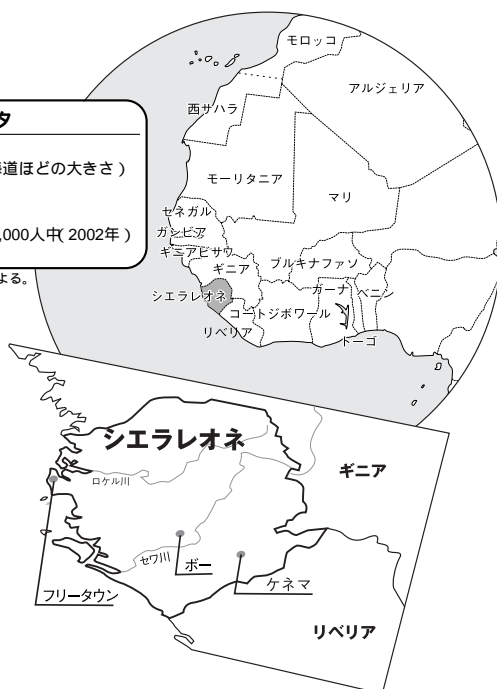 モロッコ
アルジェリア
西サハラ
タ
道ほどの大きさ）
モーリタニア
マリ
セネガル
,000人中（2002年）
ガンビア
ギニアビサウ
ギニア
ブルキナファソ
よる。
シエラレオネ
ガーナ
ベニン
コートジボワール
リベリア
トーゴ
シエラレオネ
ギニア
ロケル川
セワ川
ボー
ケネマ
フリータウン
リベリア